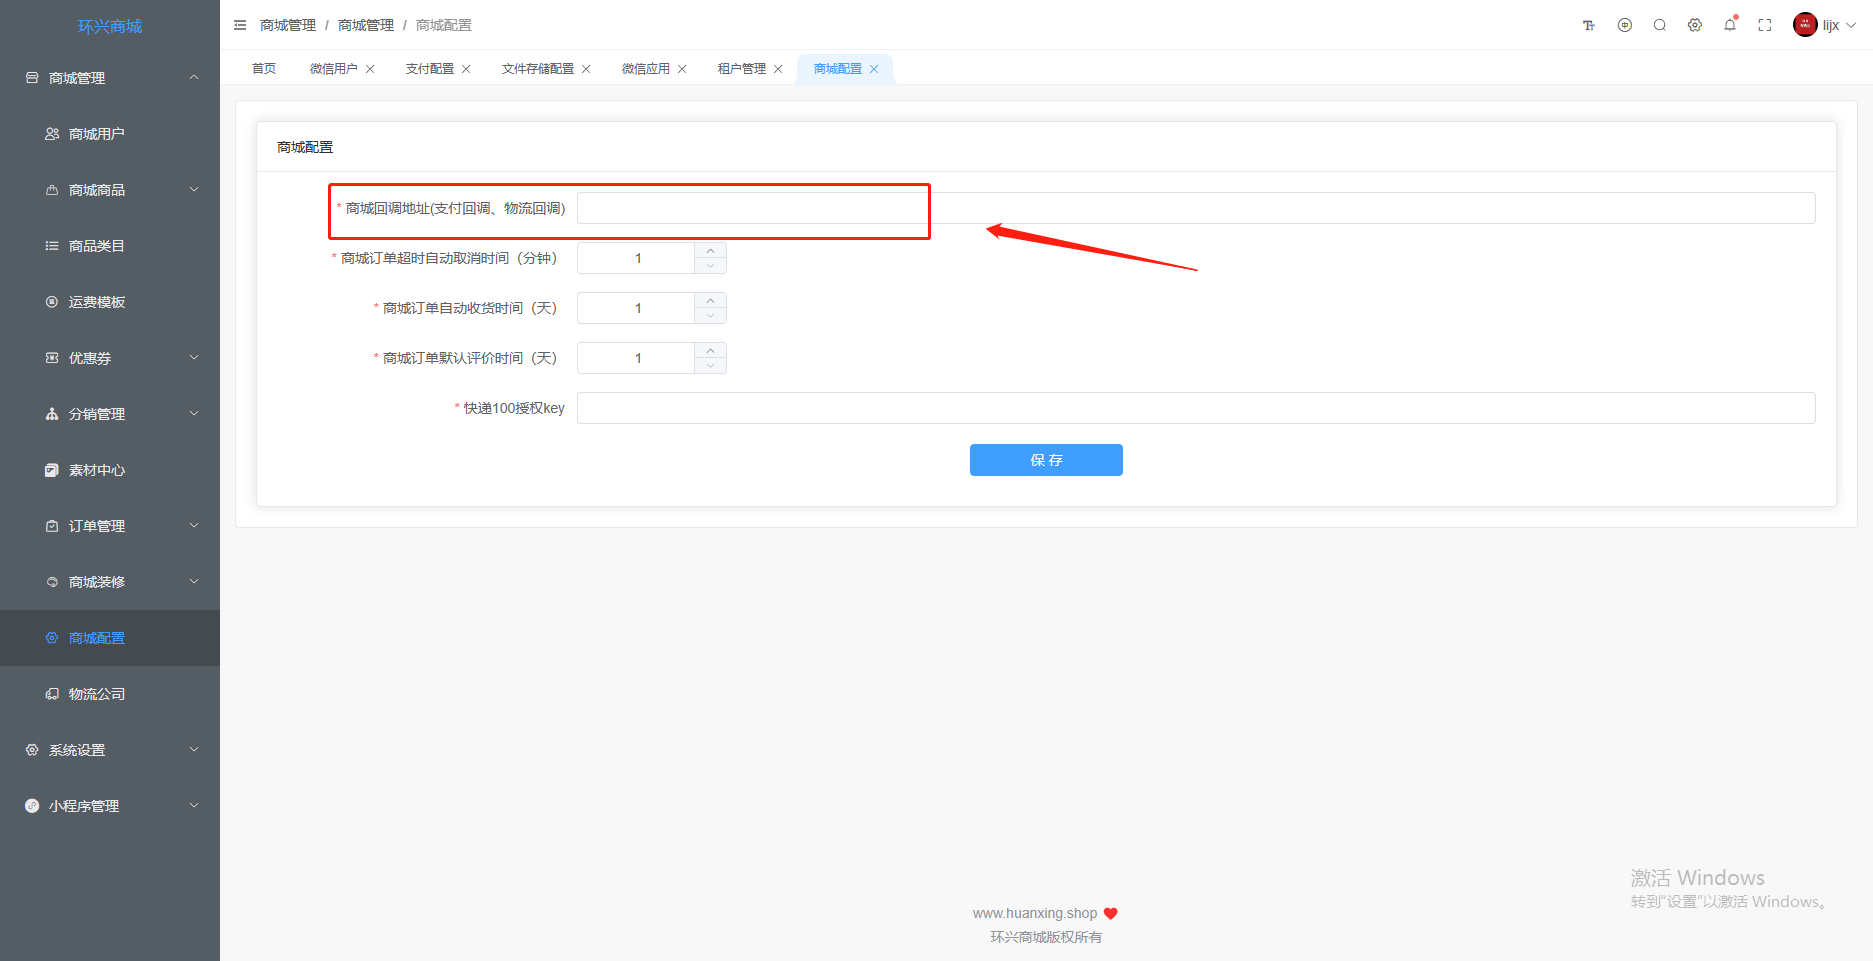 环兴商城
商城管理 / 商城管理 / 商城配置
lijx
首页 微信用户 支付配置 文件存储配置 微信应用 租户管理 商城配置
商城管理
商城用户
商城商品
商品类目
运费模板
优惠券
分销管理
素材中心
订单管理
商城装修
商城配置
物流公司
系统设置
小程序管理
商城配置
* 商城回调地址(支付回调、物流回调)
* 商城订单超时自动取消时间（分钟） 1
* 商城订单自动收货时间（天） 1
* 商城订单默认评价时间（天） 1
* 快递100授权key
保 存
激活 Windows
转到"设置"以激活 Windows。
www.huanxing.shop
环兴商城版权所有